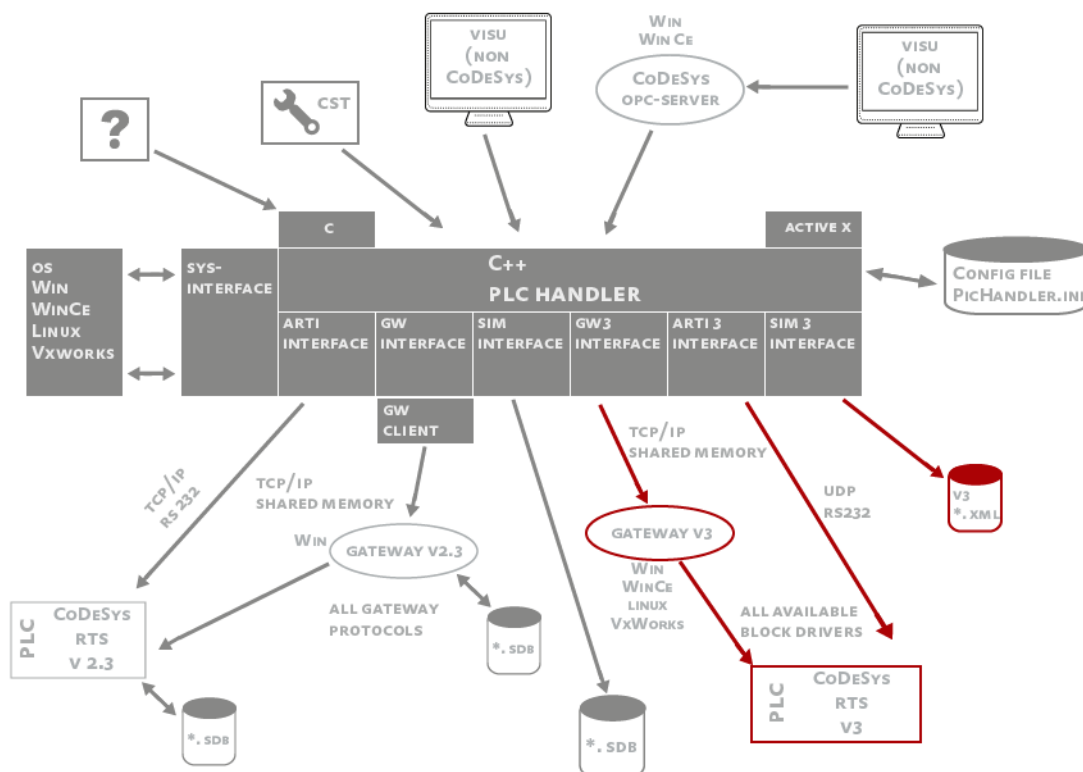 Win
Win Ce
visu
(non
CoDeSys)
CoDeSys
opc-server
visu
(non
CoDeSys)
?
CST
C
Active X
os
Win
WinCe
Linux
Vxworks
sys-
interface
C++
PLC Handler
Config file
PicHandler.ini
Arti
interface
GW
interface
SIM
interface
GW3
interface
Arti 3
interface
SIM 3
interface
GW
client
TCP/IP
RS 232
TCP/IP
Shared memory
TCP/IP
Shared memory
UDP
RS232
V3
*.XML
Win
Gateway V2.3
Gateway V3
Win
WinCe
linux
VxWorks
All gateway
protocols
*. SDB
All available
block drivers
PLC
CoDeSys
RTS
V 2.3
*. SDB
*. SDB
PLC
CoDeSys
RTS
V3